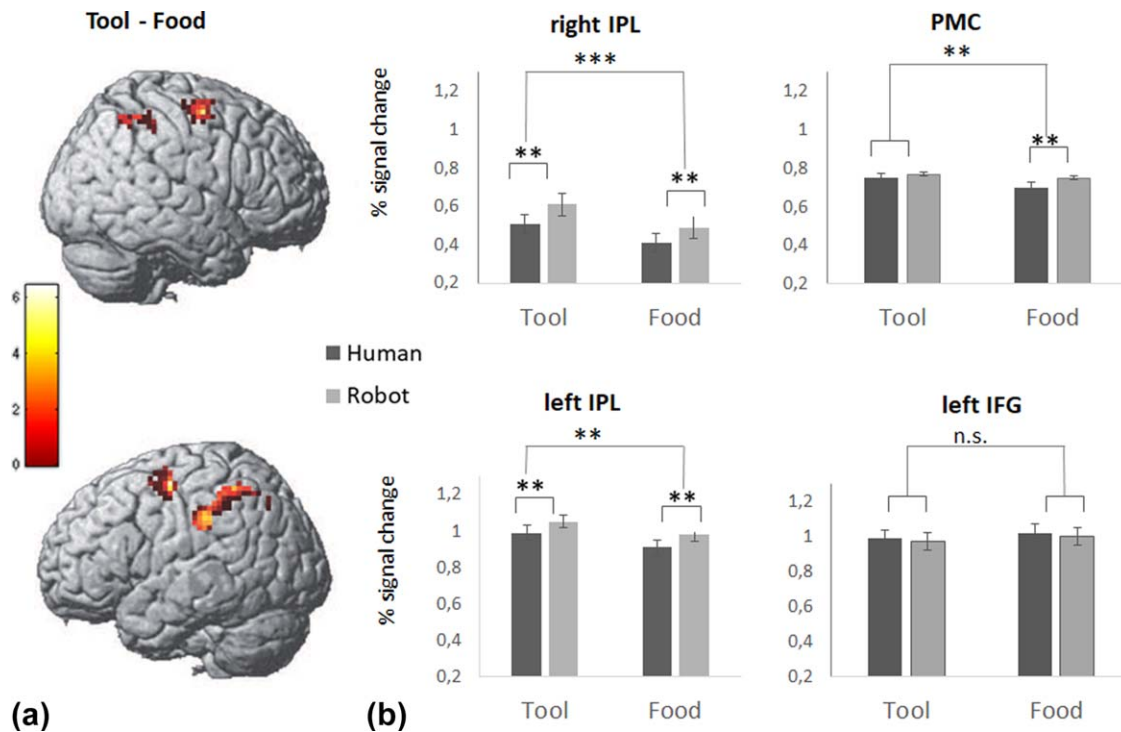 Tool - Food
6
4
2
0
(a)
right IPL
***
% signal change
1,2
1
0,8
0,6
0,4
0,2
**
**
Tool
Food
PMC
**
1,2
1
0,8
0,6
0,4
0,2
**
Tool
Food
Human
Robot
left IPL
**
% signal change
1,2
1
0,8
0,6
0,4
0,2
**
**
Tool
Food
left IFG
n.s.
1,2
1
0,8
0,6
0,4
0,2
Tool
Food
(b)